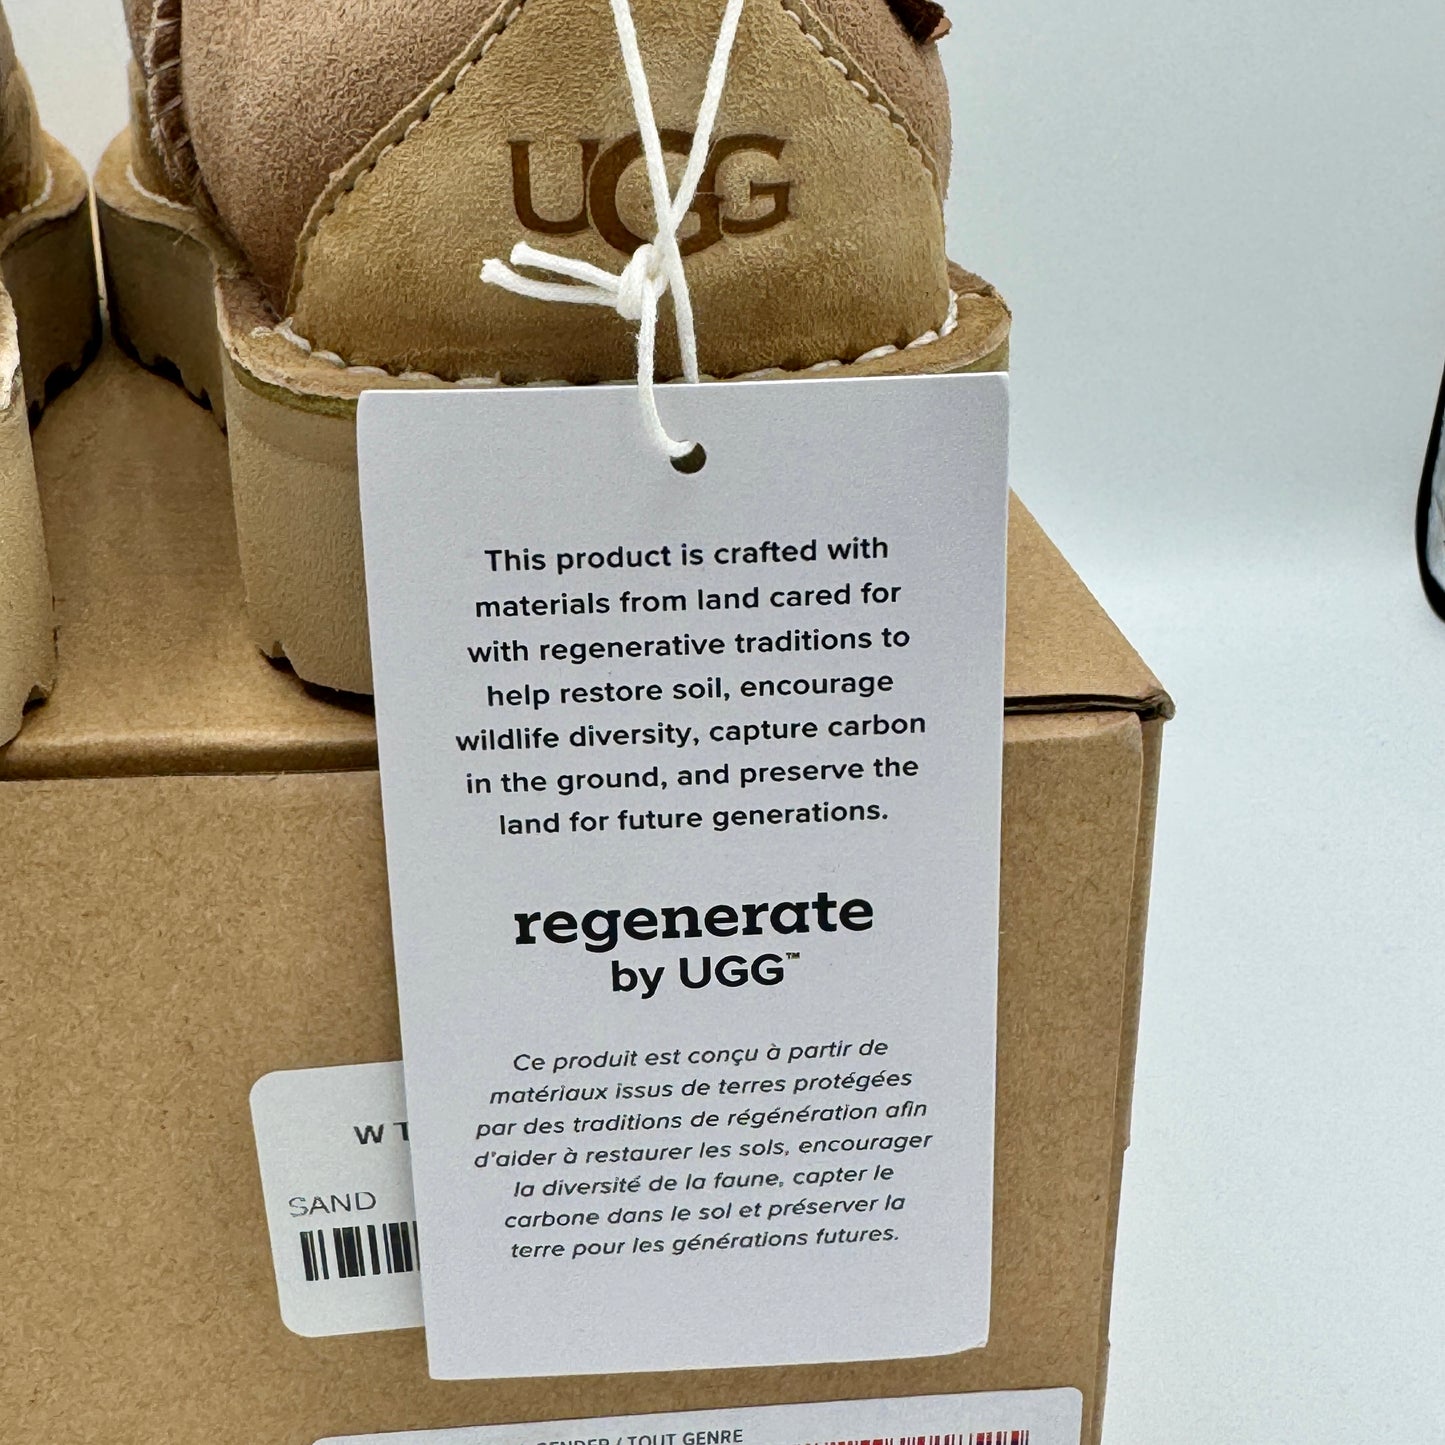 UGG
This product is crafted with
materials from land cared for
with regenerative traditions to
help restore soil, encourage
wildlife diversity, capture carbon
in the ground, and preserve the
land for future generations.
regenerate
by UGG™
Ce produit est conçu à partir de
matériaux issus de terres protégées
par des traditions de régénération afin
d'aider à restaurer les sols, encourager
la diversité de la faune, capter le
carbone dans le sol et préserver la
terre pour les générations futures.
W T
SAND
GENDER / TOUT GENRE